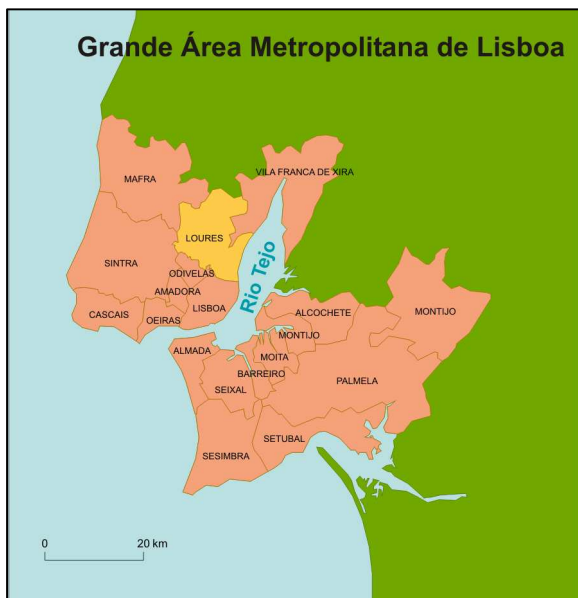 Grande Área Metropolitana de Lisboa
VILA FRANCA DE XIRA
MAFRA
LOURES
SINTRA
ODIVELAS
AMADORA
LISBOA
CASCAIS
OEIRAS
Rio Tejo
ALCOCHETE
MONTIJO
MONTIJO
ALMADA
MOITA
BARREIRO
SEIXAL
PALMELA
SESIMBRA
SETUBAL
0 20 km